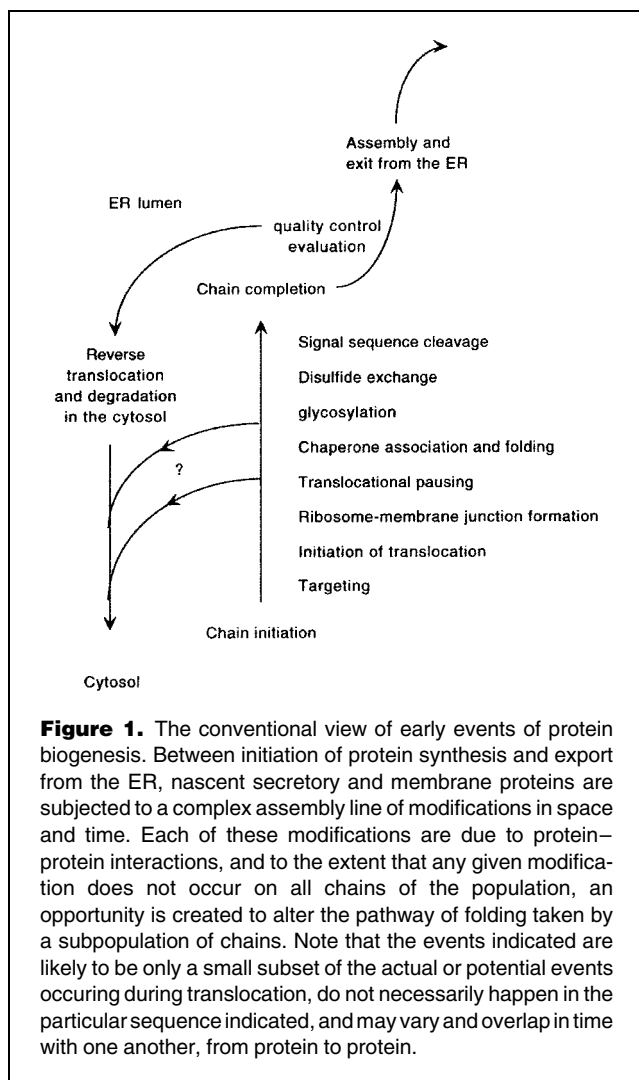 Assembly and
exit from the ER
ER lumen
quality control
evaluation
Chain completion
Reverse
translocation
and degradation
in the cytosol
Signal sequence cleavage
Disulfide exchange
glycosylation
Chaperone association and folding
?
Translocational pausing
Ribosome-membrane junction formation
Initiation of translocation
Targeting
Chain initiation
Cytosol
Figure 1. The conventional view of early events of protein
biogenesis. Between initiation of protein synthesis and export
from the ER, nascent secretory and membrane proteins are
subjected to a complex assembly line of modifications in space
and time. Each of these modifications are due to protein–
protein interactions, and to the extent that any given modifica-
tion does not occur on all chains of the population, an
opportunity is created to alter the pathway of folding taken by
a subpopulation of chains. Note that the events indicated are
likely to be only a small subset of the actual or potential events
occuring during translocation, do not necessarily happen in the
particular sequence indicated, and may vary and overlap in time
with one another, from protein to protein.